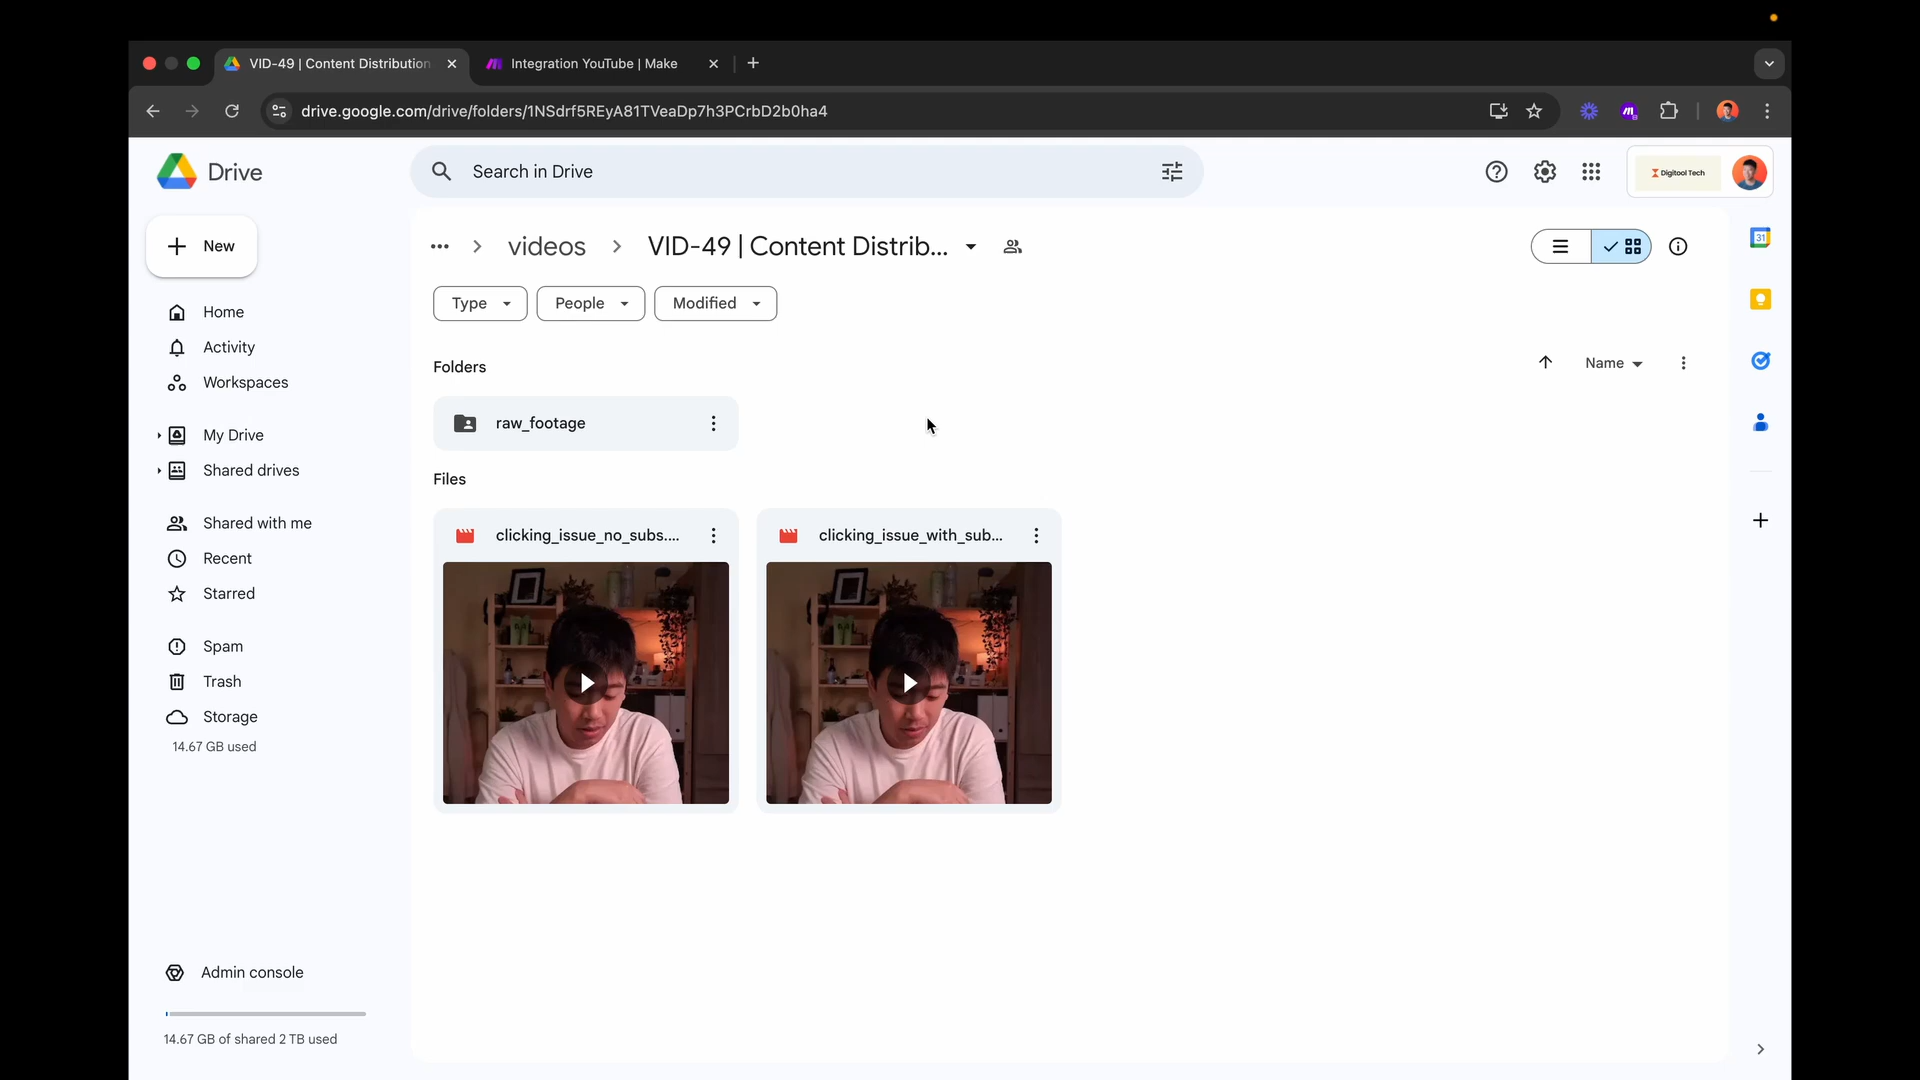 VID-49 | Content Distribution
Integration YouTube | Make
drive.google.com/drive/folders/1NSdrf5REyA81TVeaDp7h3PCrbD2b0ha4
Drive
Search in Drive
Digitool Tech
New
videos
VID-49 | Content Distrib...
Type
People
Modified
Home
Activity
Workspaces
My Drive
Shared drives
Shared with me
Recent
Starred
Spam
Trash
Storage
14.67 GB used
Admin console
14.67 GB of shared 2 TB used
Folders
Name
raw_footage
Files
clicking_issue_no_subs....
clicking_issue_with_sub...
31